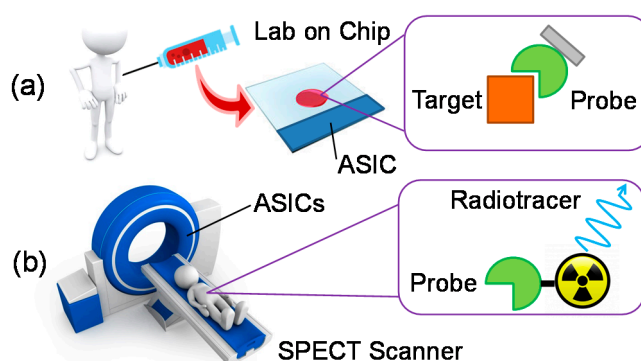 Lab on Chip
(a)
Target
Probe
ASIC
ASICs
Radiotracer
(b)
Probe
SPECT Scanner